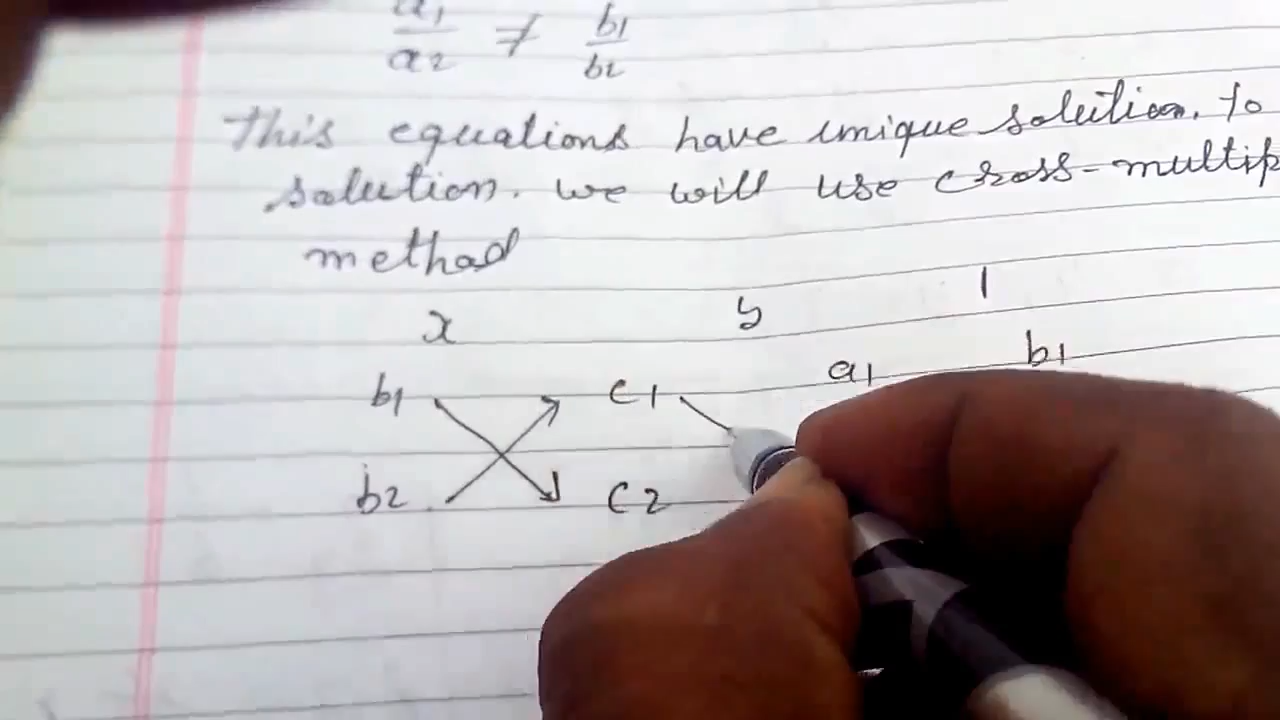 a1/a2 ≠ b1/b2
This equations have unique solution. To
solution. we will use cross-multip
method
x y 1
b1 c1 a1 b1
b2 c2